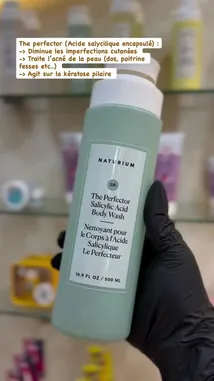 The perfector (Acide salycilique encapsulé) :
-> Diminue les imperfections cutanées
-> Traite l'acné de la peau (dos, poitrine
fesses etc..)
-> Agit sur la kératose pilaire
NATURIUM
The Perfector
Salicylic Acid
Body Wash
Nettoyant pour
le Corps à l'Acide
Salicylique
Le Perfecteur
16.9 FL OZ / 500 ML